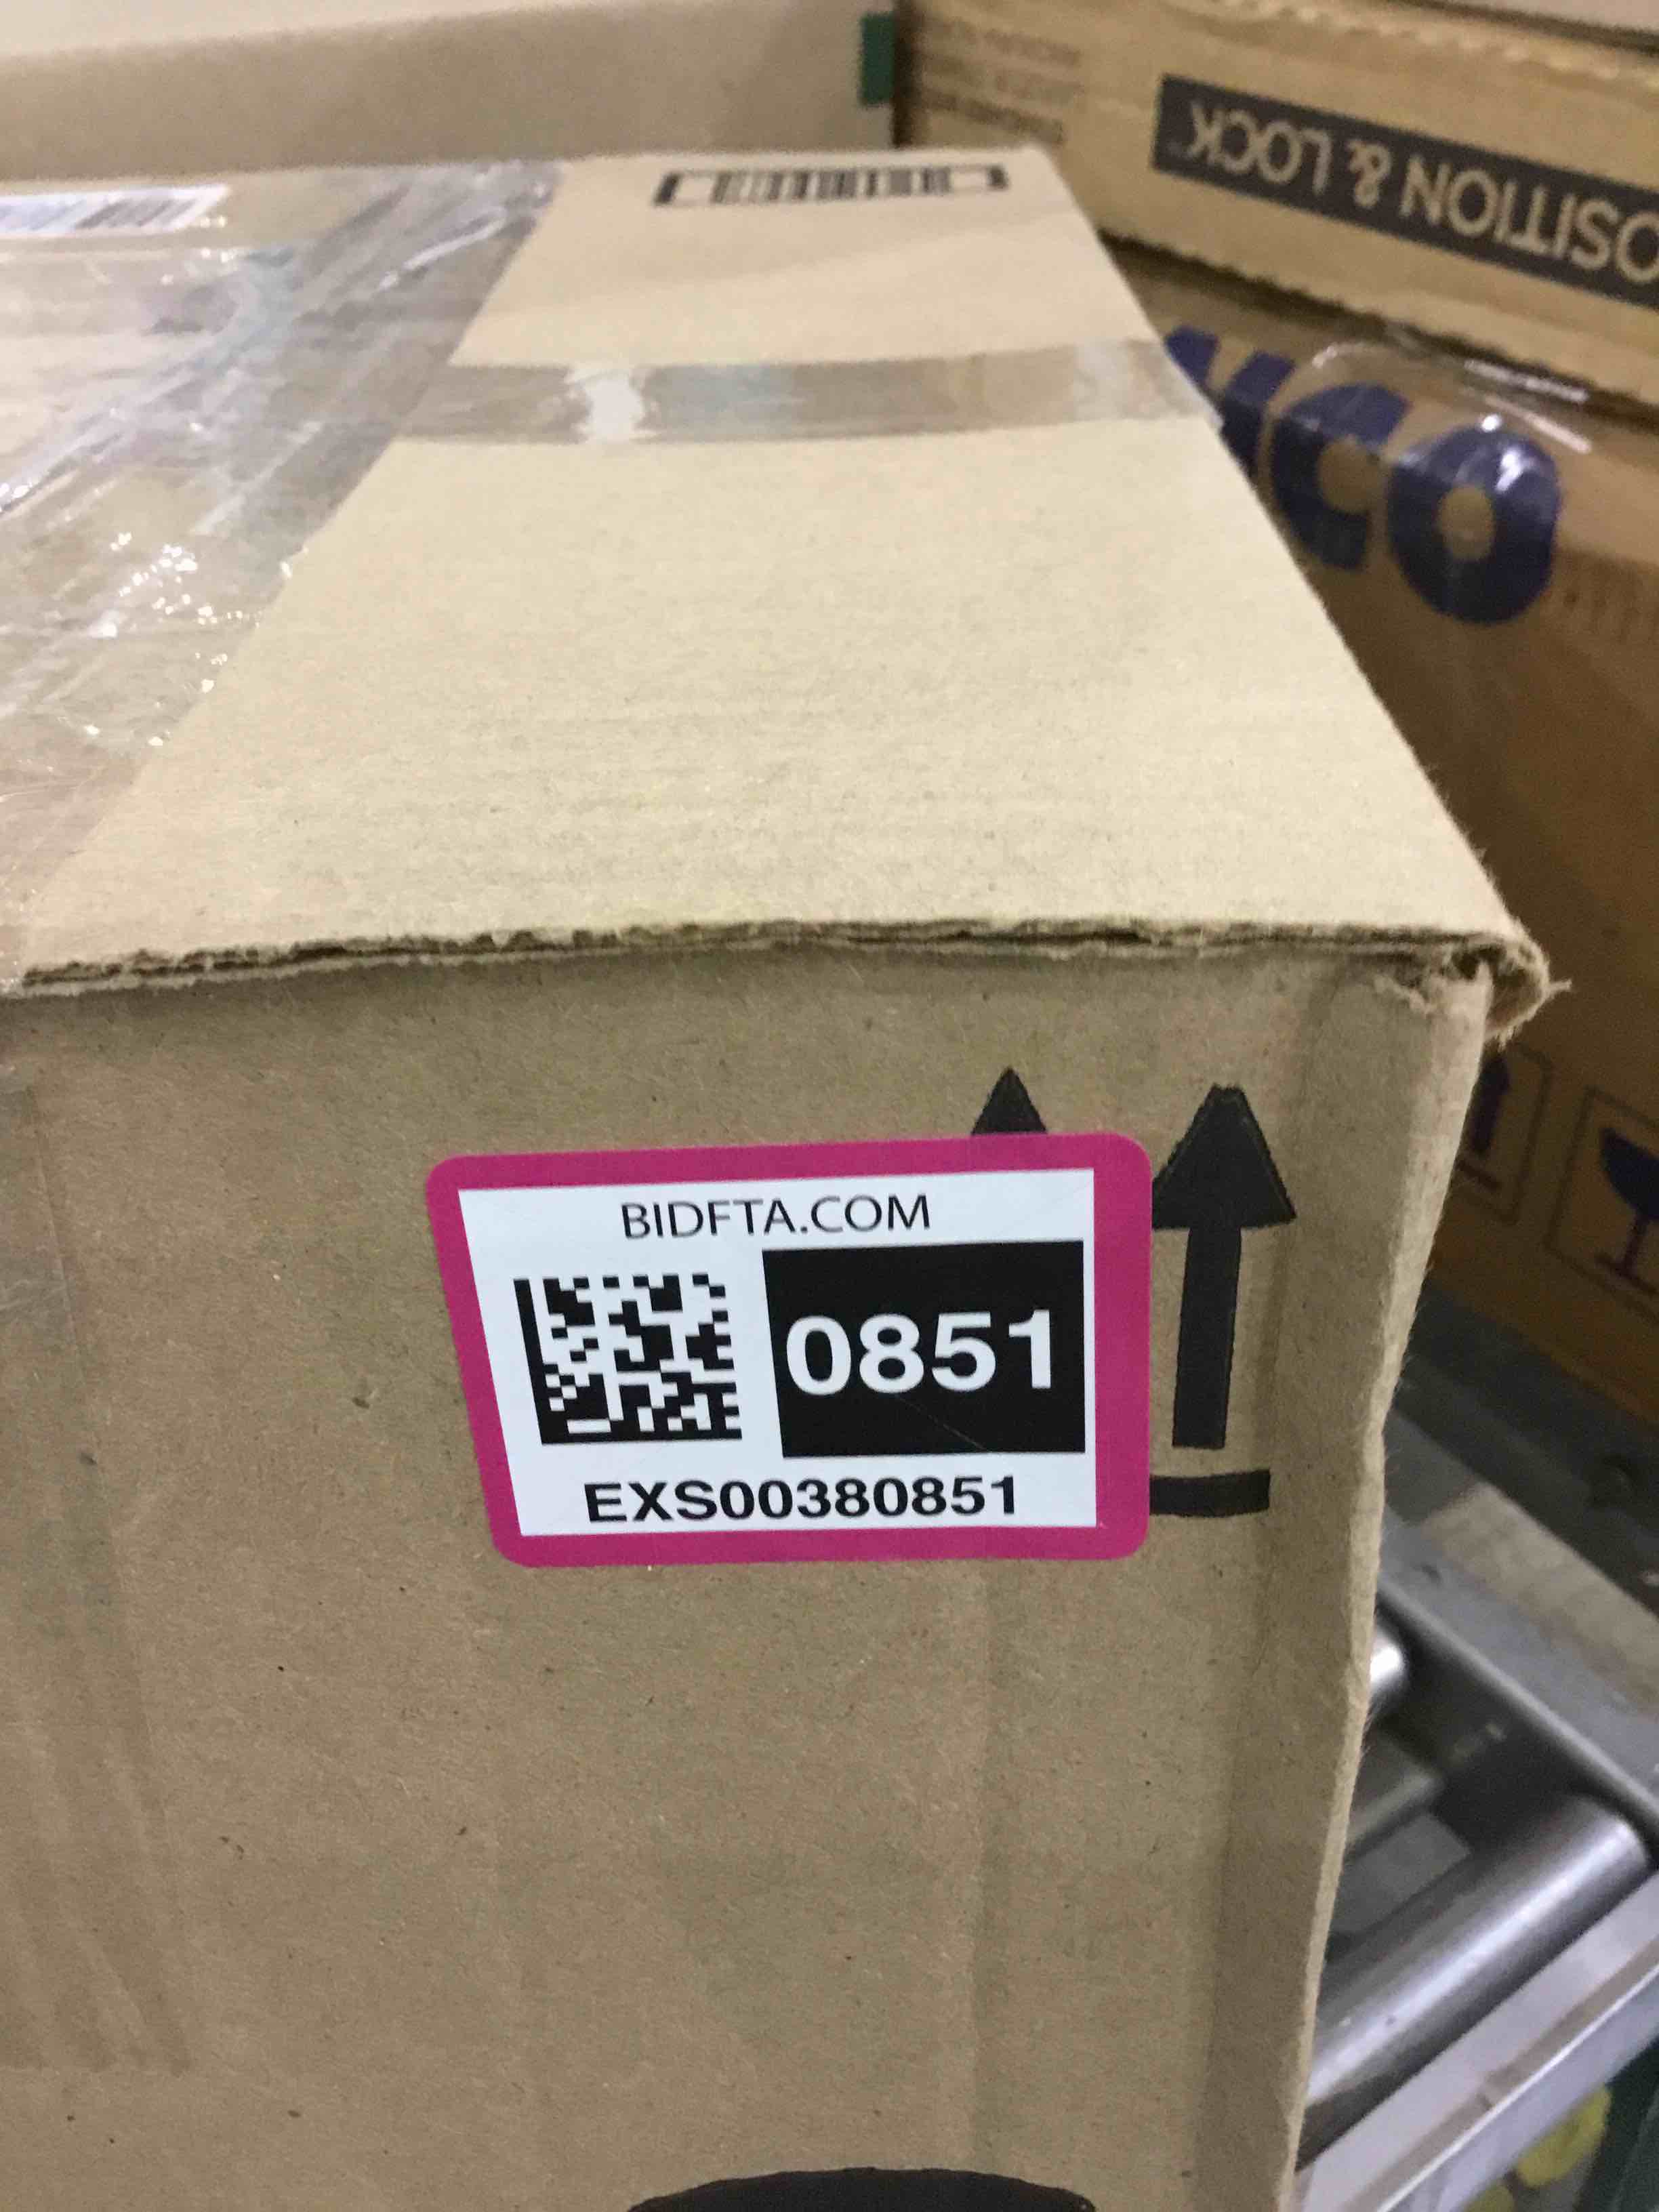 OSITION & LOCK
CO
BIDFTA.COM
0851
EXS00380851